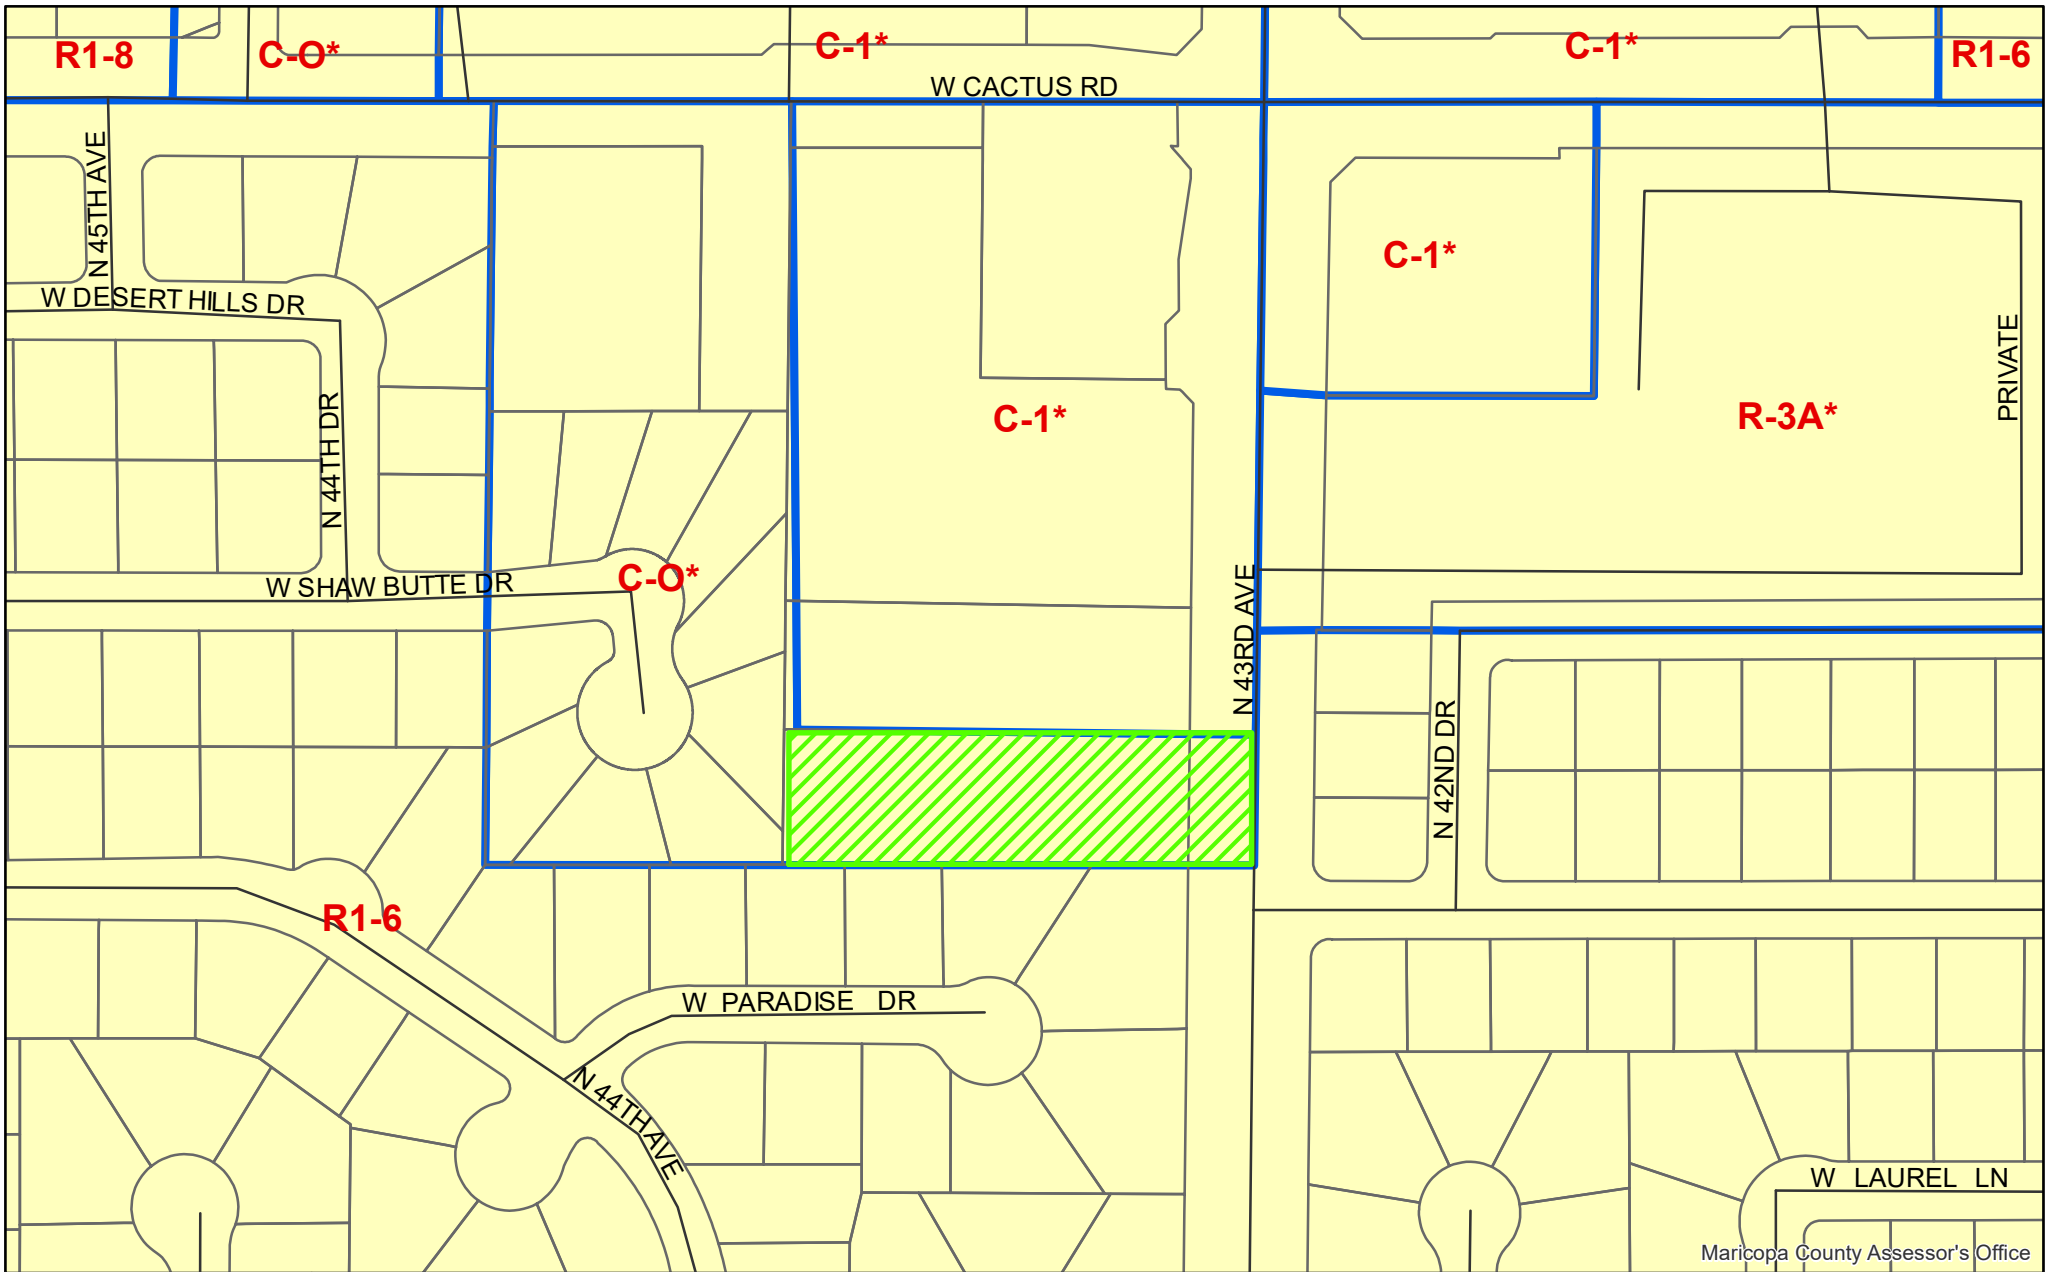 R1-8
C-O*
C-1*
C-1*
R1-6
W CACTUS RD
N 45TH AVE
C-1*
W DESERT HILLS DR
PRIVATE
N 44TH DR
C-1*
R-3A*
W SHAW BUTTE DR
C-O*
N 43RD AVE
N 42ND DR
R1-6
W PARADISE DR
N 44TH AVE
W LAUREL LN
Maricopa County Assessor's Office